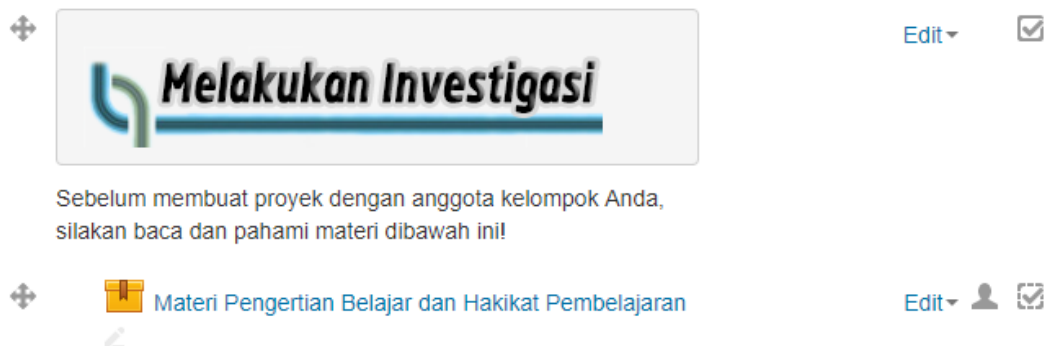 Melakukan Investigasi
Edit
Sebelum membuat proyek dengan anggota kelompok Anda,
silakan baca dan pahami materi dibawah ini!
Materi Pengertian Belajar dan Hakikat Pembelajaran
Edit